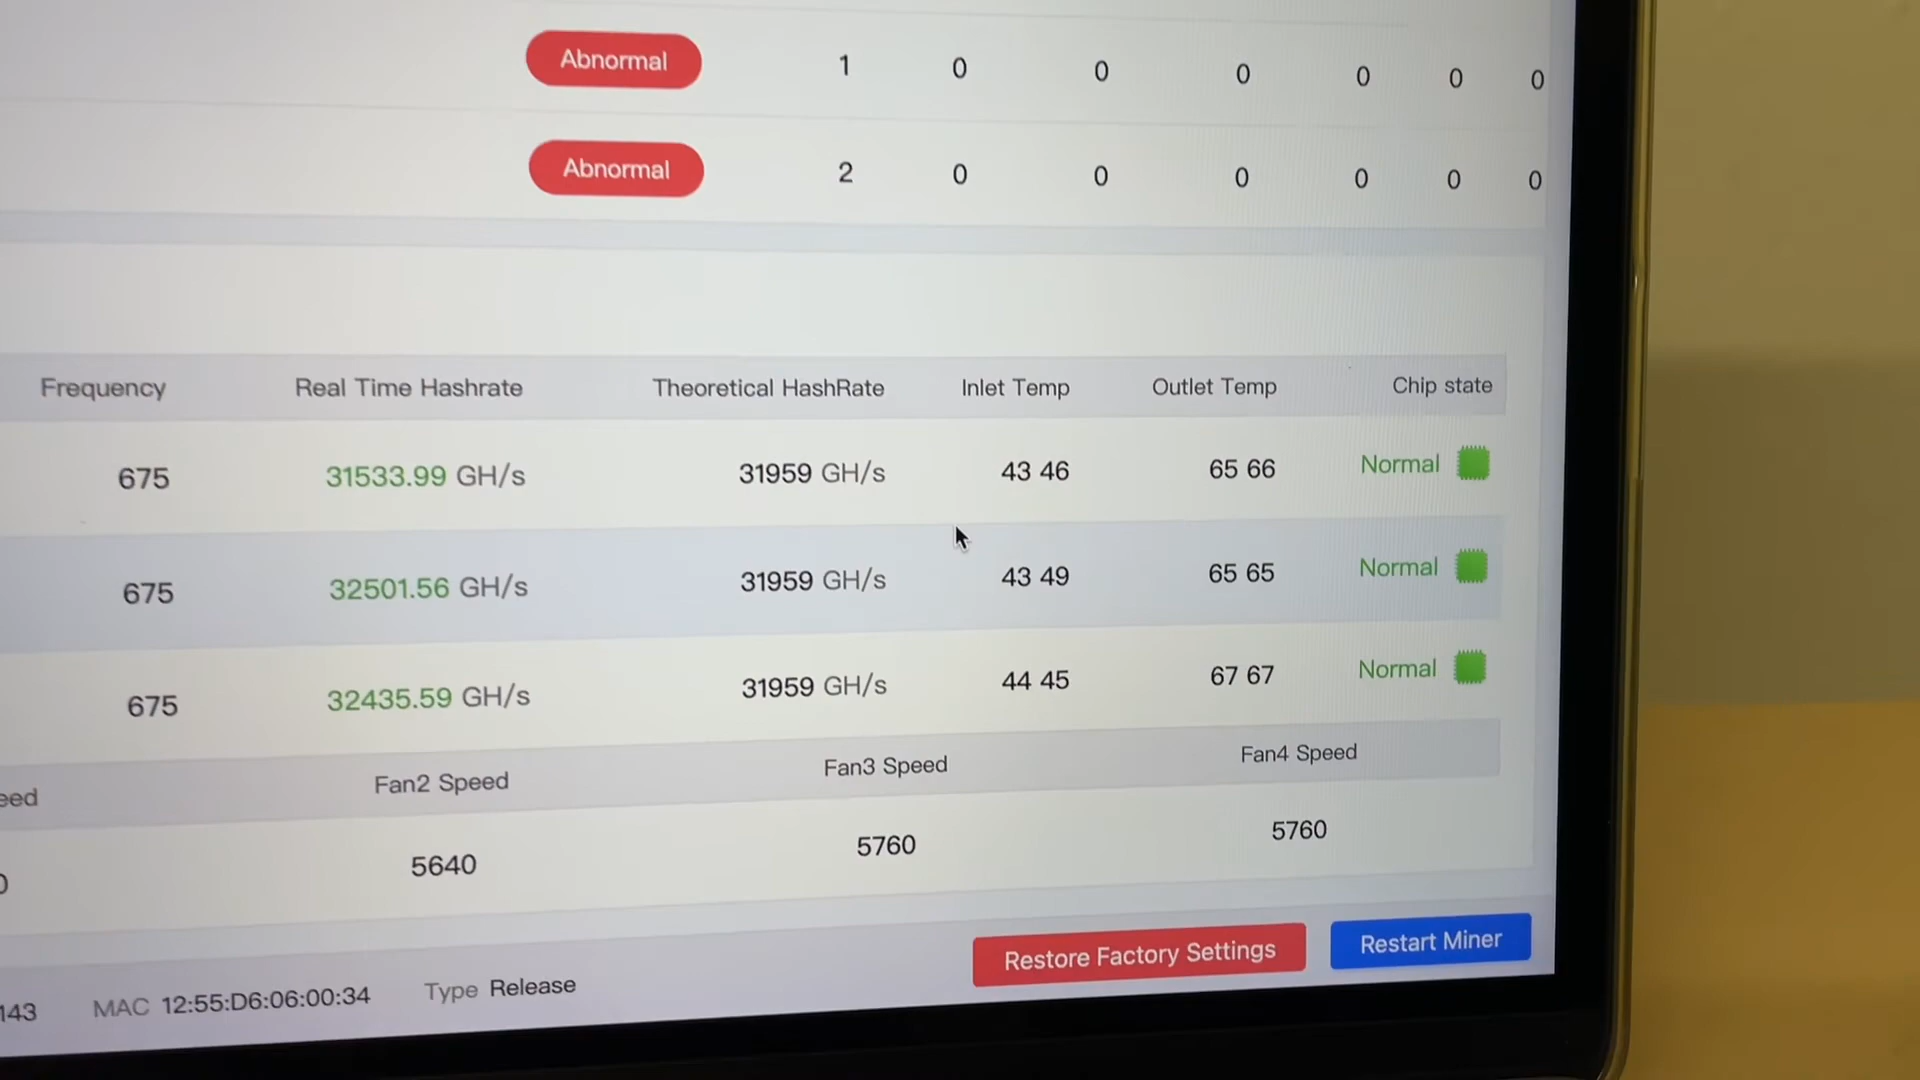 Abnormal 1 0 0 0 0 0 0
Abnormal 2 0 0 0 0 0 0
Frequency Real Time Hashrate Theoretical HashRate Inlet Temp Outlet Temp Chip state
675 31533.99 GH/s 31959 GH/s 43 46 65 66 Normal
675 32501.56 GH/s 31959 GH/s 43 49 65 65 Normal
675 32435.59 GH/s 31959 GH/s 44 45 67 67 Normal
eed Fan2 Speed Fan3 Speed Fan4 Speed
0 5640 5760 5760
Restore Factory Settings Restart Miner
143 MAC 12:55:D6:06:00:34 Type Release